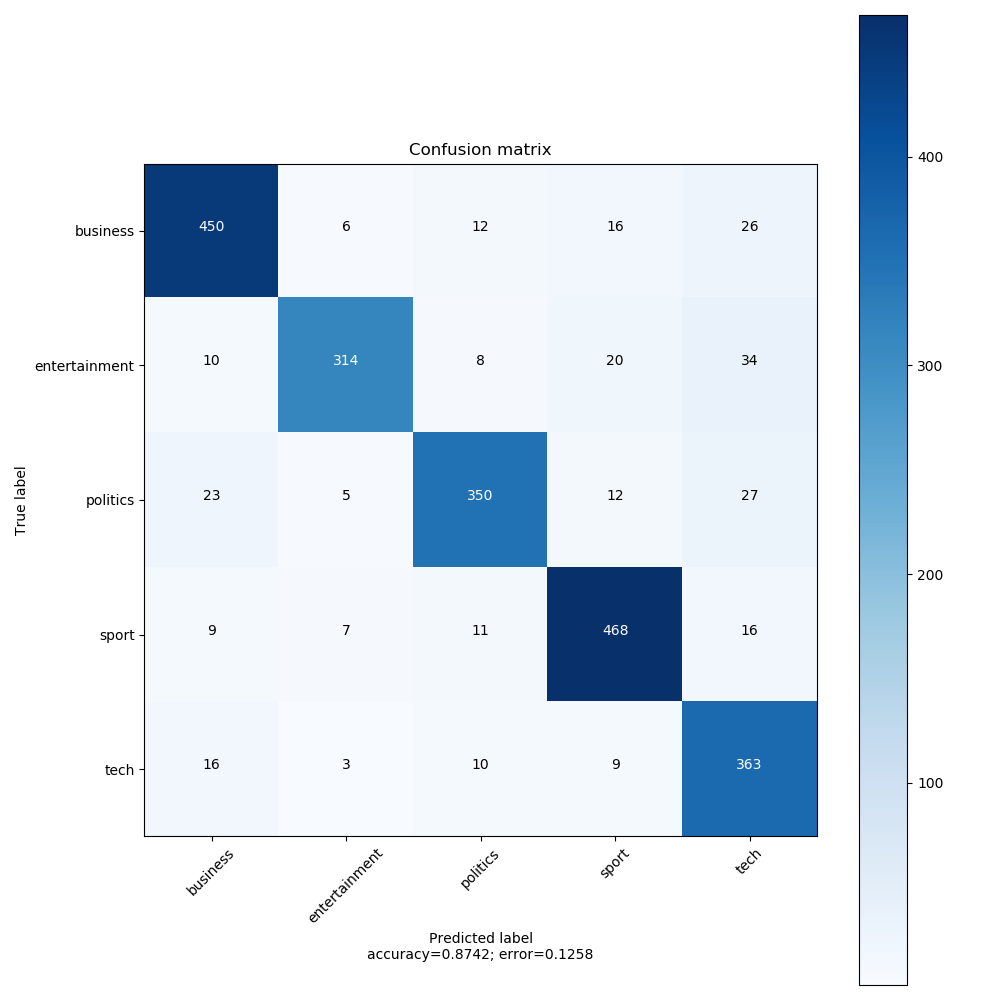 Confusion matrix
True label
business 450 6 12 16 26
entertainment 10 314 8 20 34
politics 23 5 350 12 27
sport 9 7 11 468 16
tech 16 3 10 9 363
business entertainment politics sport tech
Predicted label
accuracy=0.8742; error=0.1258
400
300
200
100